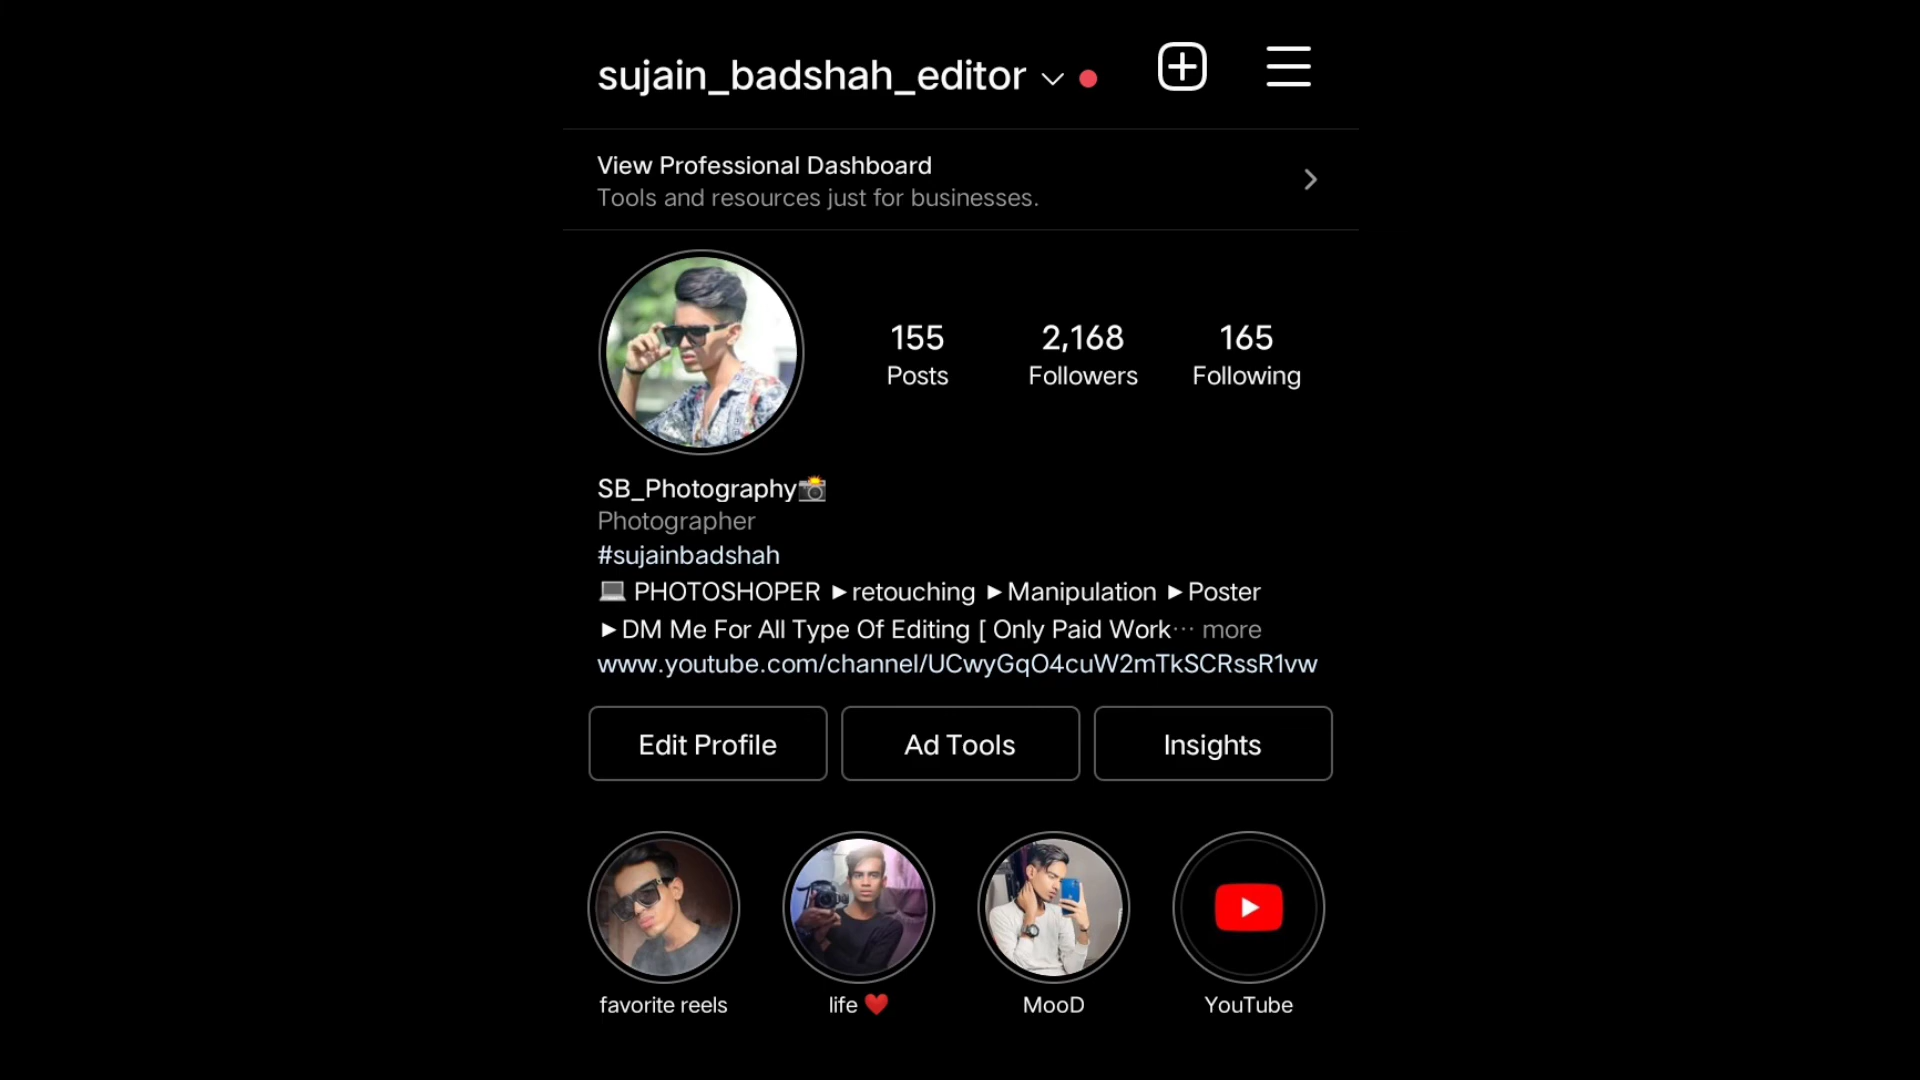 sujain_badshah_editor
View Professional Dashboard
Tools and resources just for businesses.
155 2,168 165
Posts Followers Following
SB_Photography📸
Photographer
#sujainbadshah
💻 PHOTOSHOPER ►retouching ►Manipulation ►Poster
►DM Me For All Type Of Editing [ Only Paid Work… more
www.youtube.com/channel/UCwyGqO4cuW2mTkSCRssR1vw
Edit Profile Ad Tools Insights
favorite reels life ❤️ MooD YouTube